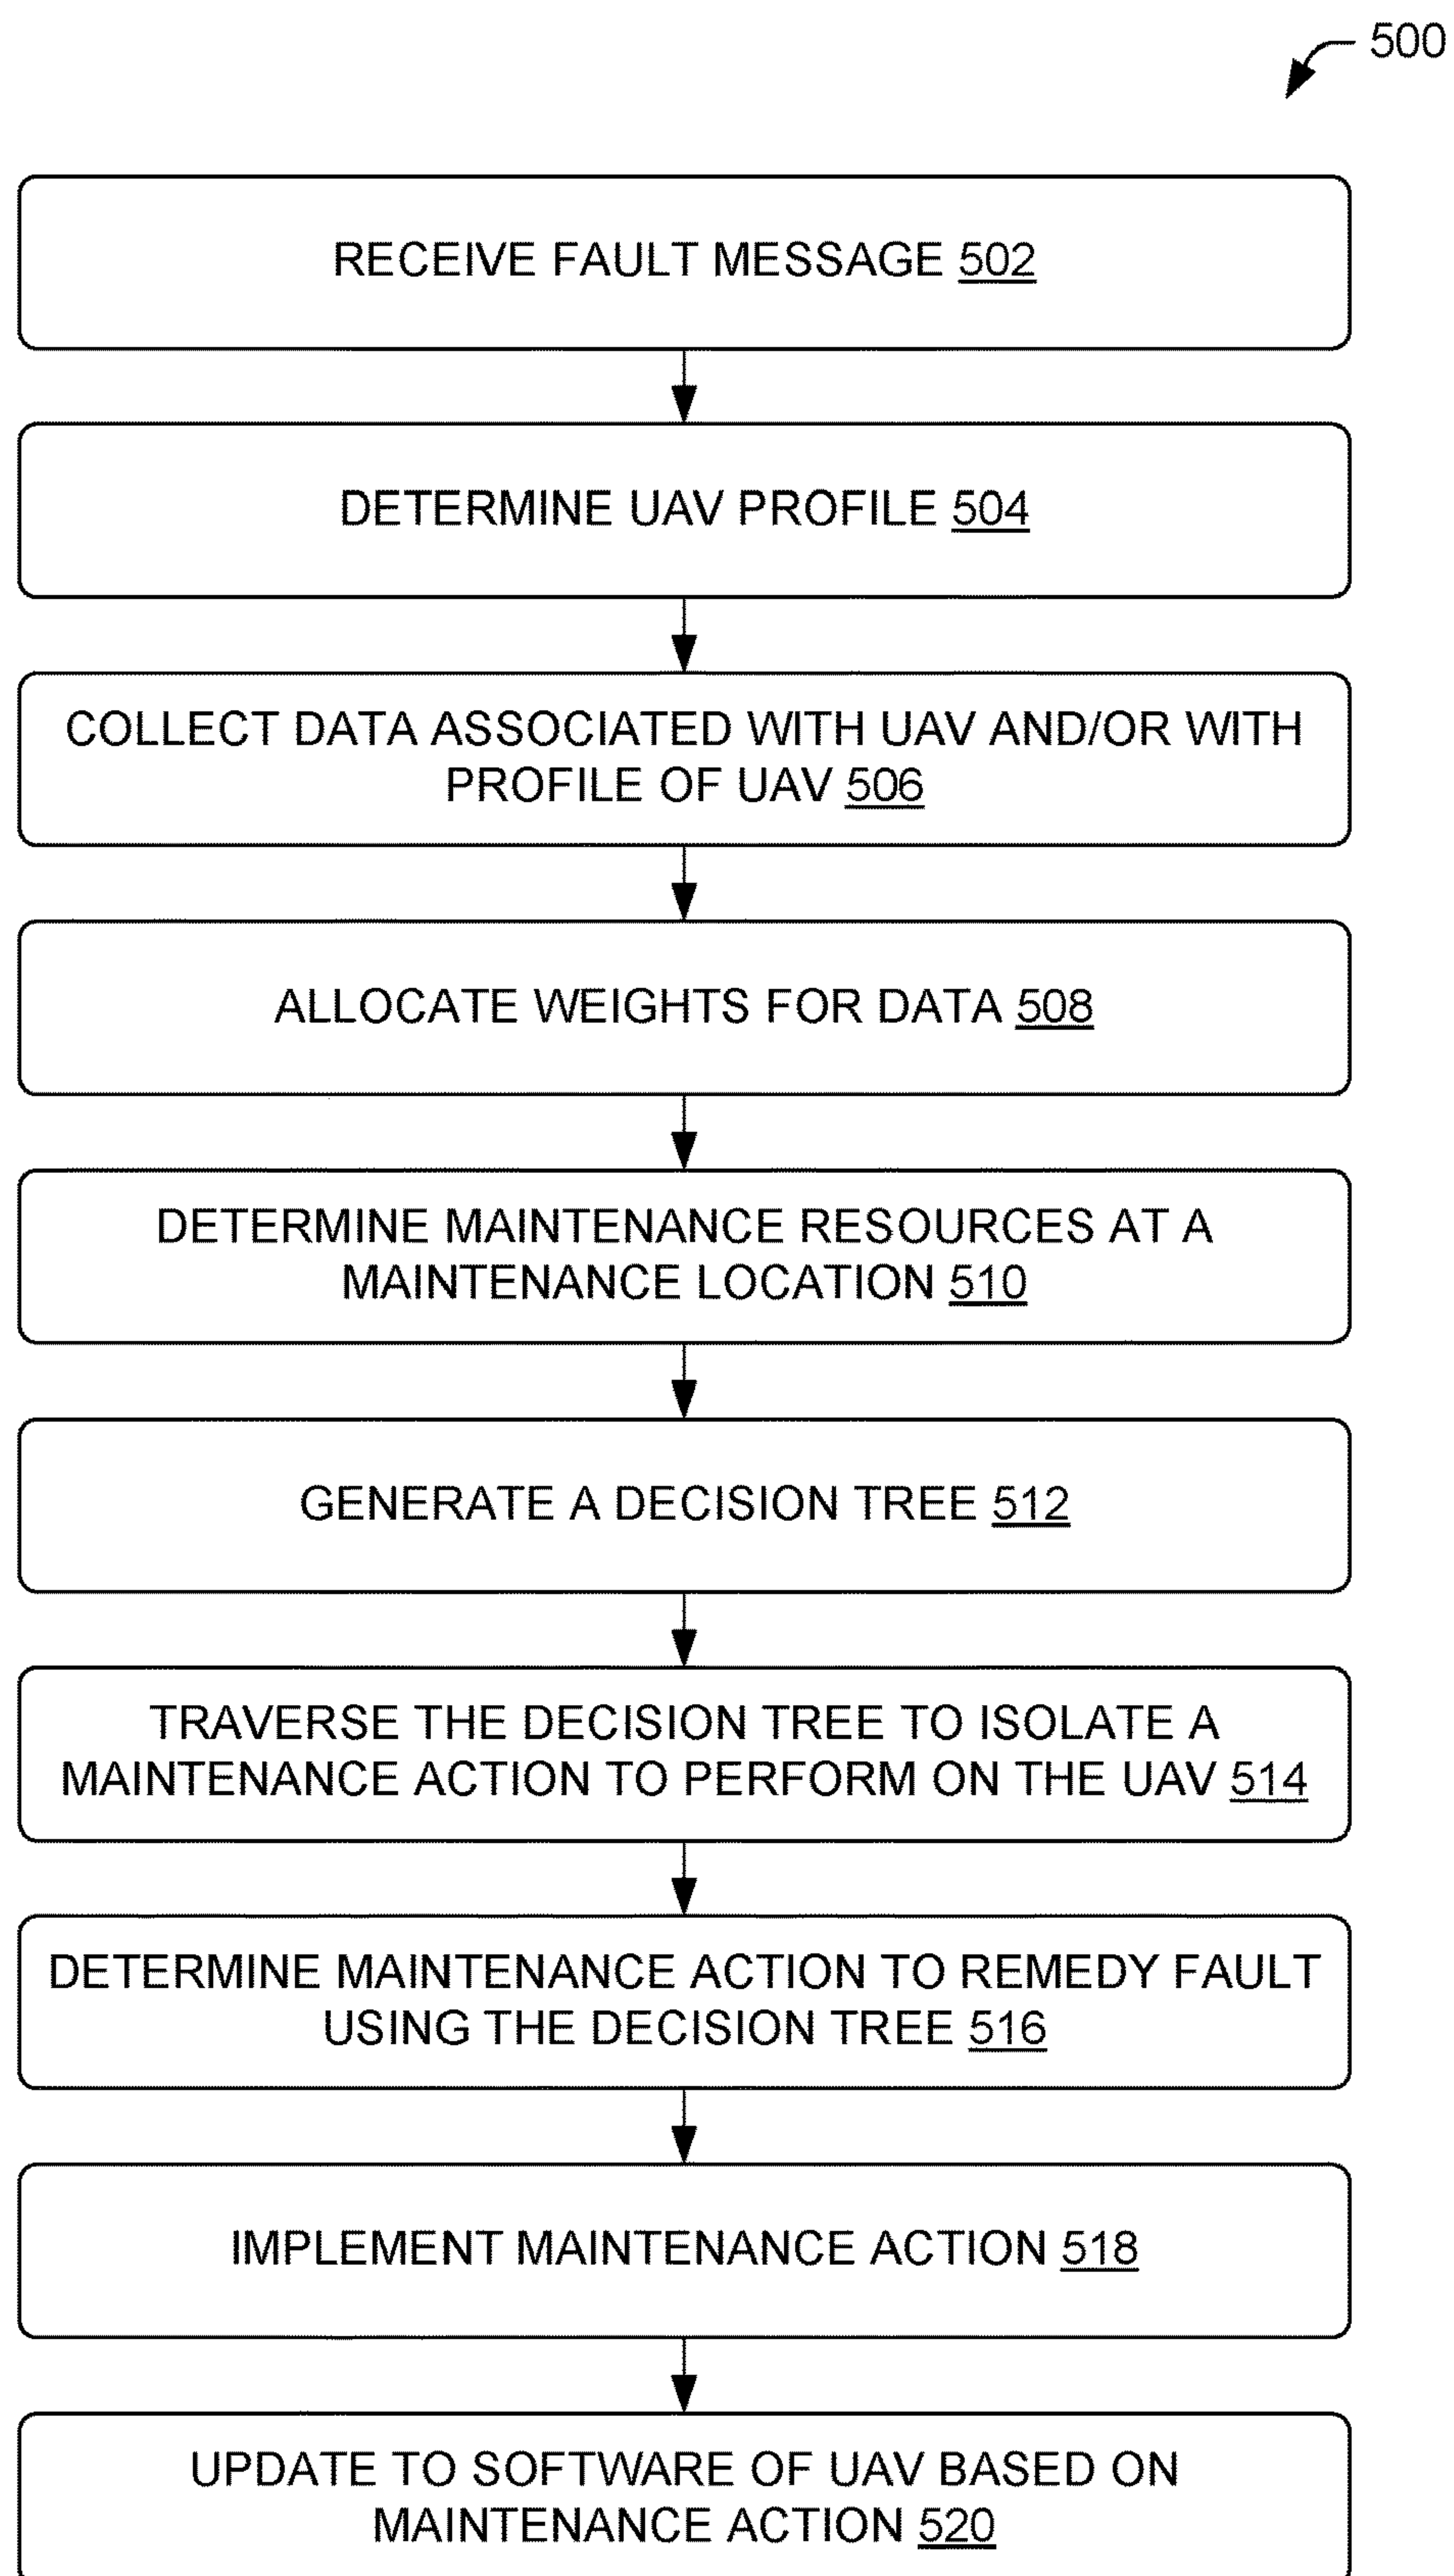 500
RECEIVE FAULT MESSAGE 502
DETERMINE UAV PROFILE 504
COLLECT DATA ASSOCIATED WITH UAV AND/OR WITH
PROFILE OF UAV 506
ALLOCATE WEIGHTS FOR DATA 508
DETERMINE MAINTENANCE RESOURCES AT A
MAINTENANCE LOCATION 510
GENERATE A DECISION TREE 512
TRAVERSE THE DECISION TREE TO ISOLATE A
MAINTENANCE ACTION TO PERFORM ON THE UAV 514
DETERMINE MAINTENANCE ACTION TO REMEDY FAULT
USING THE DECISION TREE 516
IMPLEMENT MAINTENANCE ACTION 518
UPDATE TO SOFTWARE OF UAV BASED ON
MAINTENANCE ACTION 520